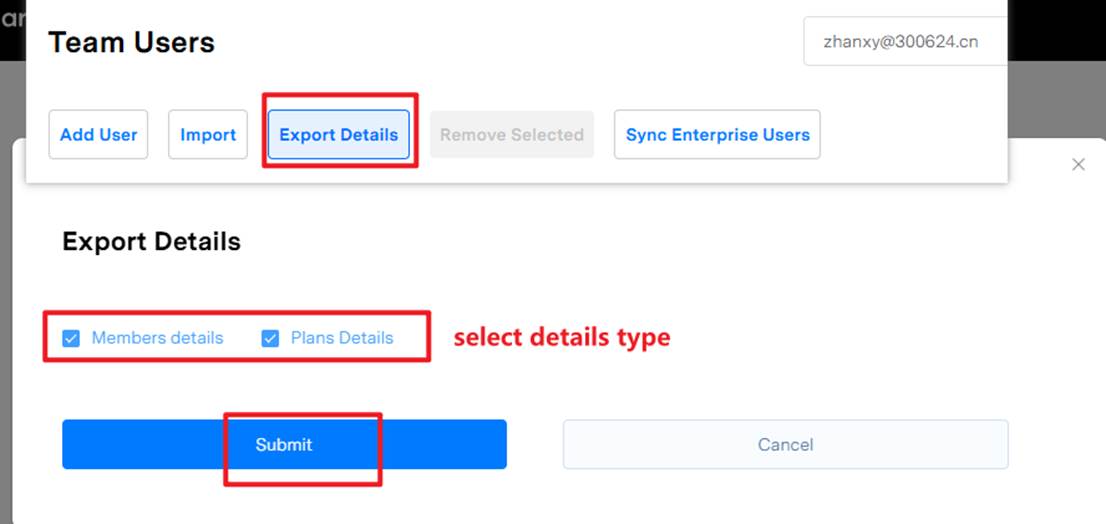 ar
Team Users
zhanxy@300624.cn
Add User Import Export Details Remove Selected Sync Enterprise Users
Export Details
Members details Plans Details select details type
Submit Cancel